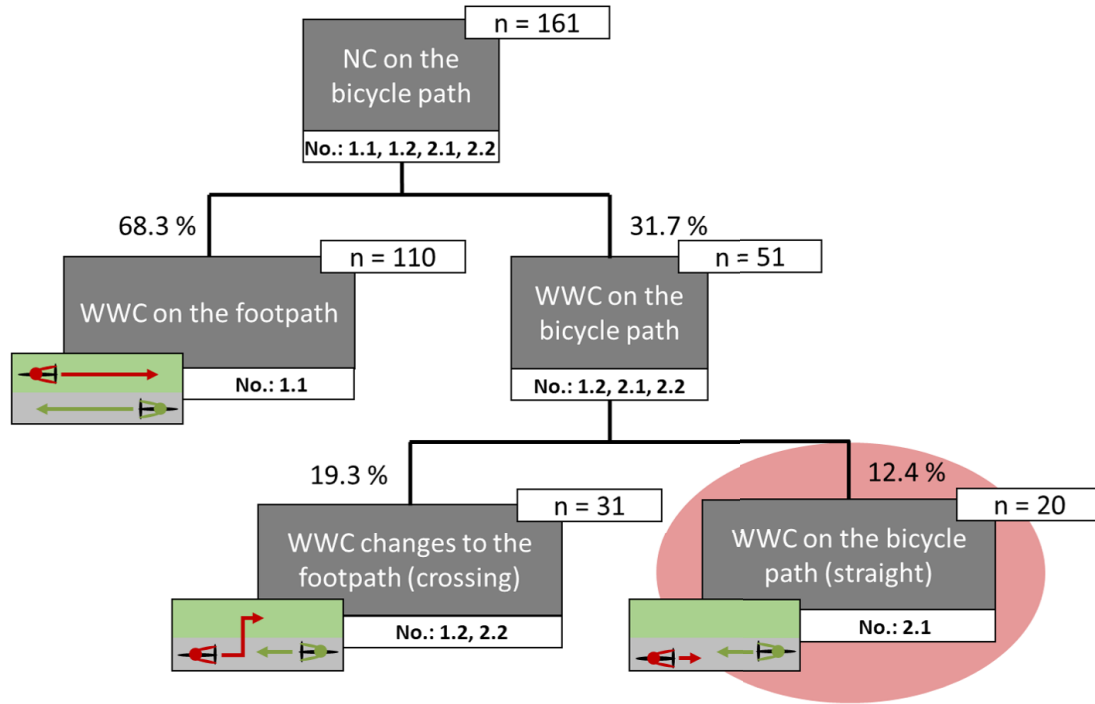 n = 161
NC on the
bicycle path
No.: 1.1, 1.2, 2.1, 2.2
68.3 %
31.7 %
n = 110
n = 51
WWC on the footpath
WWC on the
bicycle path
No.: 1.1
No.: 1.2, 2.1, 2.2
19.3 %
12.4 %
n = 31
n = 20
WWC changes to the
footpath (crossing)
WWC on the bicycle
path (straight)
No.: 1.2, 2.2
No.: 2.1